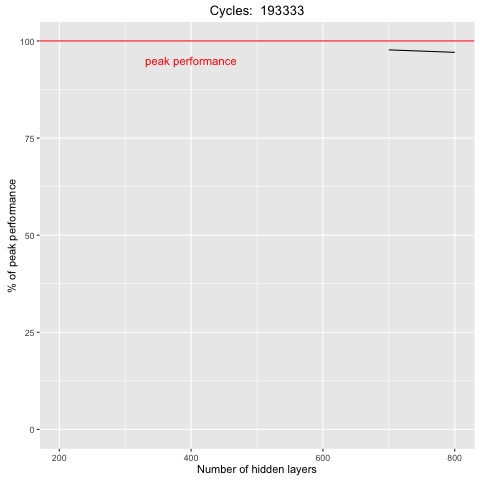 Cycles:  193333
100
peak performance
75
% of peak performance
50
25
0
200
400
600
800
Number of hidden layers